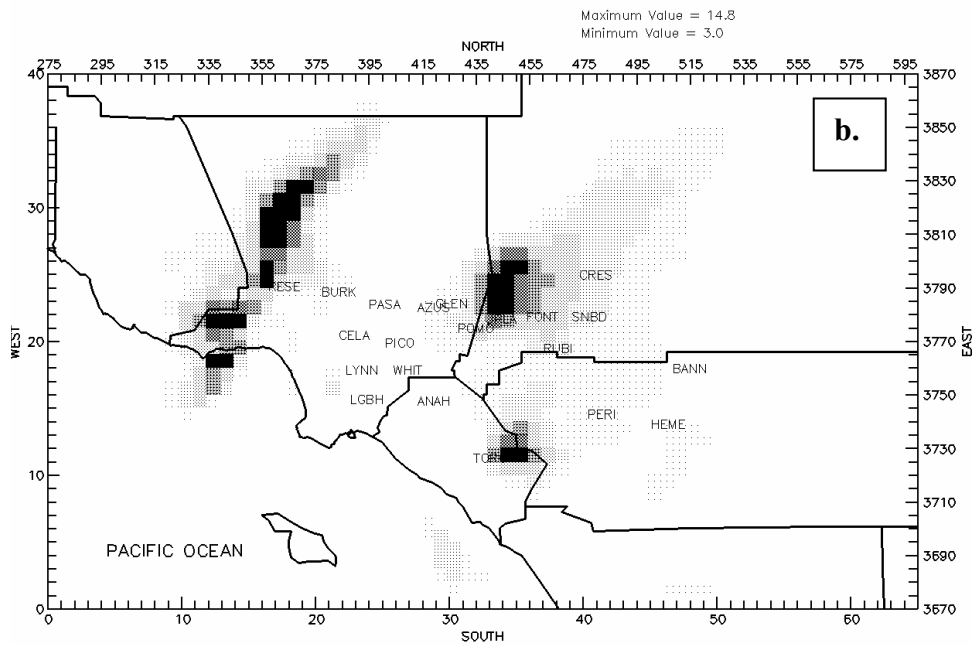 Maximum Value = 14.8
Minimum Value = 3.0
NORTH
275 295 315 335 355 375 395 415 435 455 475 495 515 535 555 575 595
40 3870
b.
3850
30 3830
3810
CRES
RESE BURK 3790
PASA AZUS GLEN
FONT SNBD
POMO
WEST CELA PICO RUBI EAST
20 3770
LYNN WHIT BANN
3750
LGBH ANAH
PERI HEME
3730
10
3710
PACIFIC OCEAN
3690
0 3670
0 10 20 30 40 50 60
SOUTH